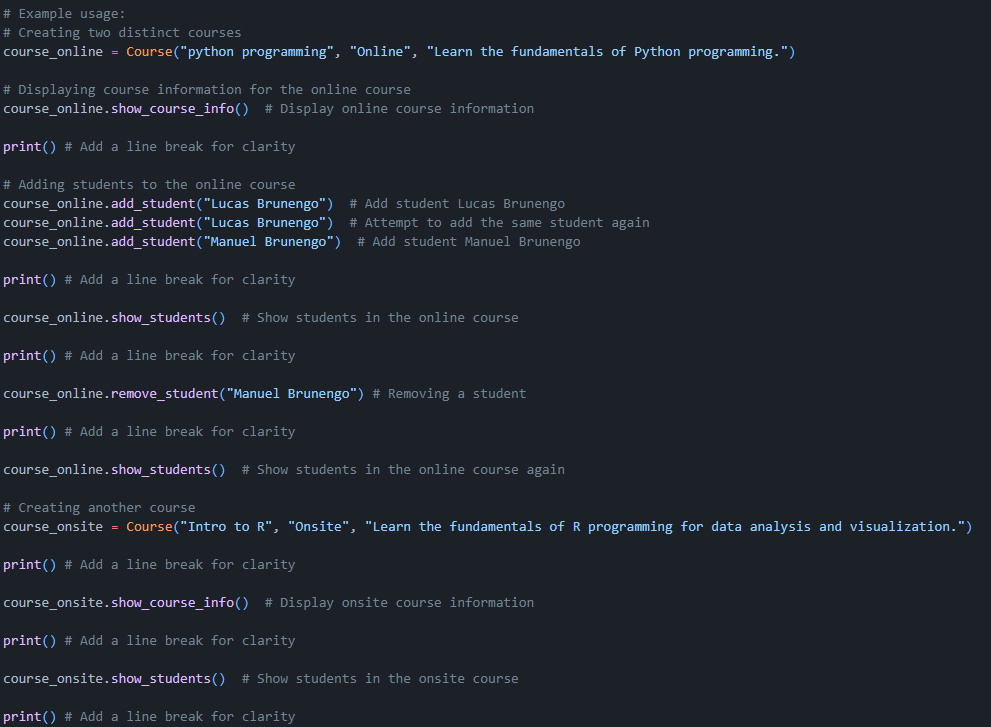 # Example usage:
# Creating two distinct courses
course_online = Course("python programming", "Online", "Learn the fundamentals of Python programming.")
# Displaying course information for the online course
course_online.show_course_info()  # Display online course information
print() # Add a line break for clarity
# Adding students to the online course
course_online.add_student("Lucas Brunengo")  # Add student Lucas Brunengo
course_online.add_student("Lucas Brunengo")  # Attempt to add the same student again
course_online.add_student("Manuel Brunengo")  # Add student Manuel Brunengo
print() # Add a line break for clarity
course_online.show_students()  # Show students in the online course
print() # Add a line break for clarity
course_online.remove_student("Manuel Brunengo") # Removing a student
print() # Add a line break for clarity
course_online.show_students()  # Show students in the online course again
# Creating another course
course_onsite = Course("Intro to R", "Onsite", "Learn the fundamentals of R programming for data analysis and visualization.")
print() # Add a line break for clarity
course_onsite.show_course_info()  # Display onsite course information
print() # Add a line break for clarity
course_onsite.show_students()  # Show students in the onsite course
print() # Add a line break for clarity